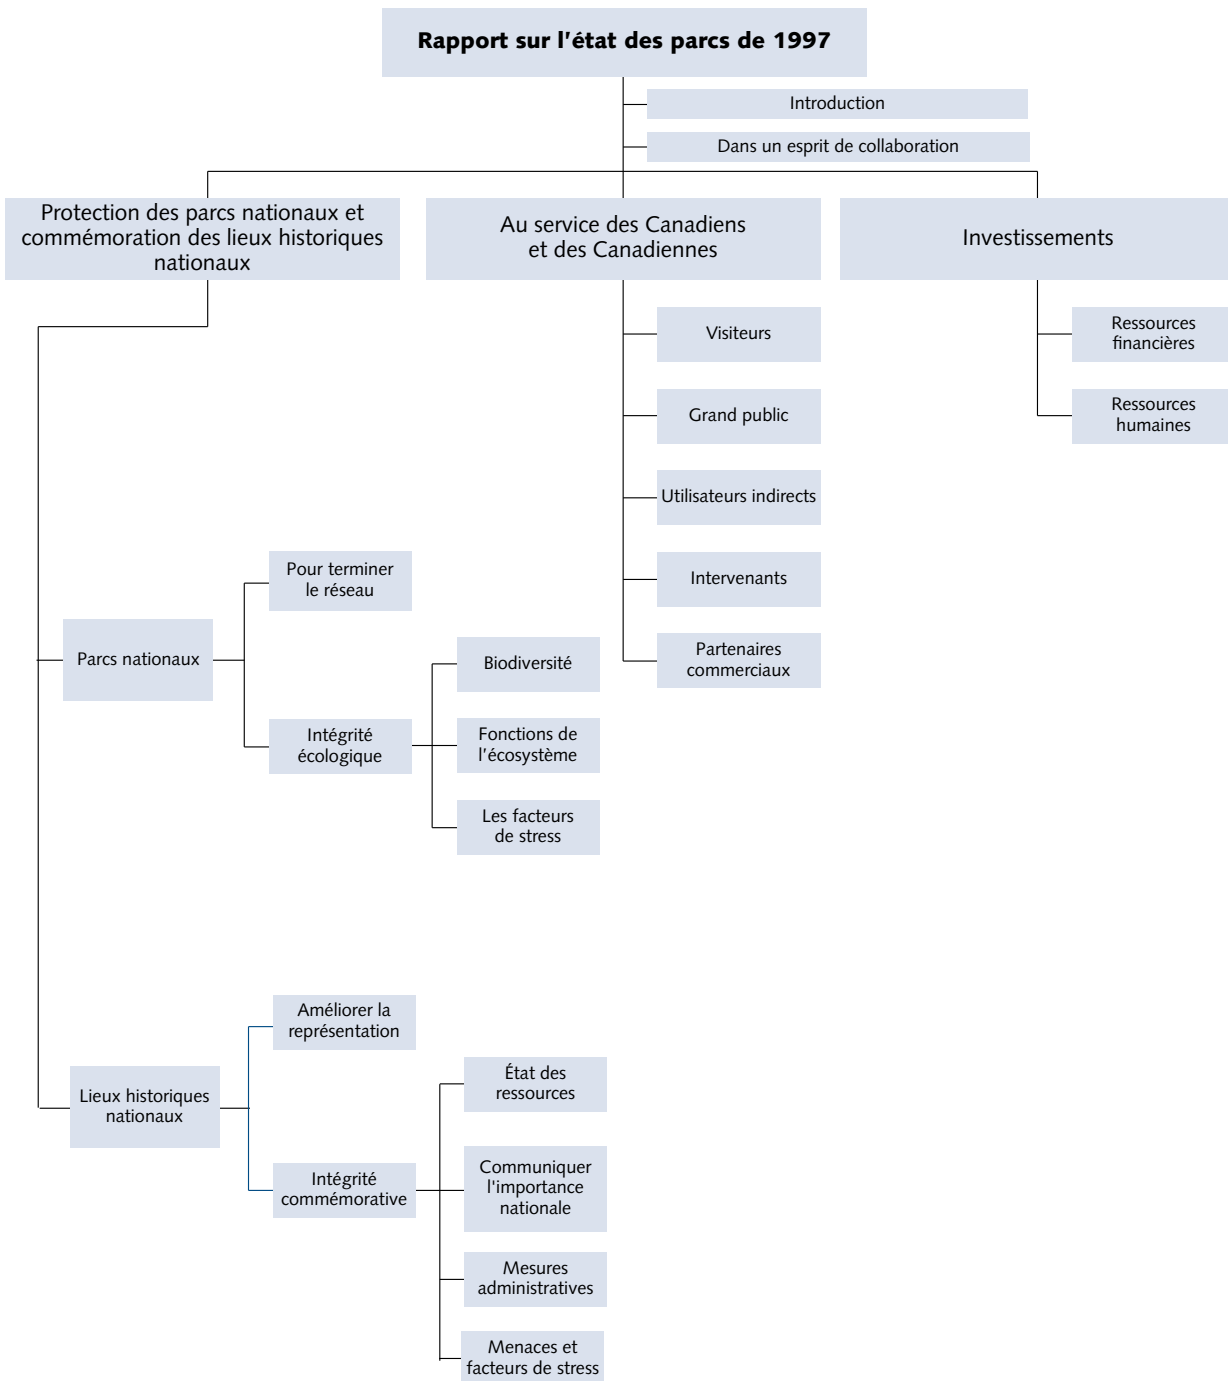 Rapport sur l'état des parcs de 1997
Introduction
Dans un esprit de collaboration
Protection des parcs nationaux et
commémoration des lieux historiques
nationaux
Au service des Canadiens
et des Canadiennes
Investissements
Visiteurs
Grand public
Utilisateurs indirects
Intervenants
Partenaires
commerciaux
Ressources
financières
Ressources
humaines
Parcs nationaux
Pour terminer
le réseau
Intégrité
écologique
Biodiversité
Fonctions de
l'écosystème
Les facteurs
de stress
Lieux historiques
nationaux
Améliorer la
représentation
Intégrité
commémorative
État des
ressources
Communiquer
l'importance
nationale
Mesures
administratives
Menaces et
facteurs de stress